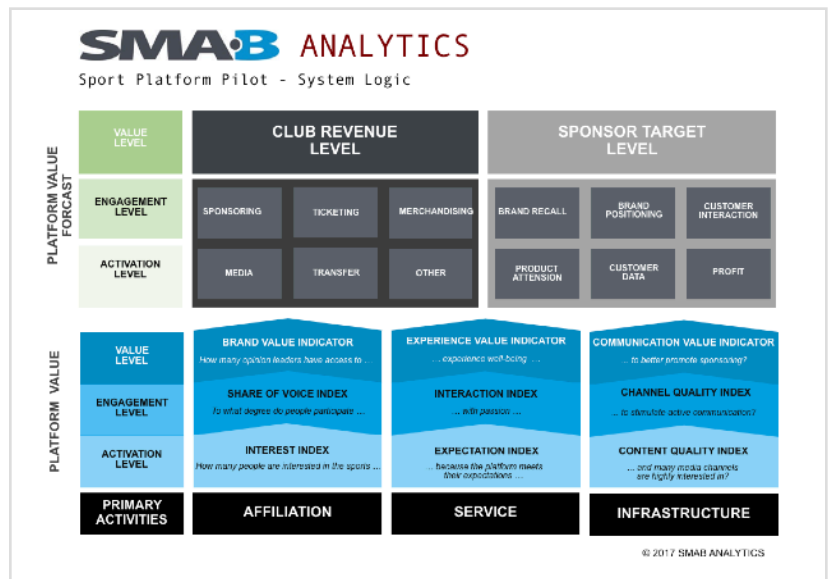 SMAB ANALYTICS
Sport Platform Pilot - System Logic
PLATFORM VALUE
FORCAST
VALUE
LEVEL
CLUB REVENUE
LEVEL
SPONSOR TARGET
LEVEL
ENGAGEMENT
LEVEL
SPONSORING
TICKETING
MERCHANDISING
BRAND RECALL
BRAND
POSITIONING
CUSTOMER
INTERACTION
ACTIVATION
LEVEL
MEDIA
TRANSFER
OTHER
PRODUCT
ATTENSION
CUSTOMER
DATA
PROFIT
PLATFORM VALUE
VALUE
LEVEL
BRAND VALUE INDICATOR
How many opinion leaders have access to ...
EXPERIENCE VALUE INDICATOR
... experience well-being ...
COMMUNICATION VALUE INDICATOR
... to better promote sponsoring?
ENGAGEMENT
LEVEL
SHARE OF VOICE INDEX
To what degree do people participate ...
INTERACTION INDEX
... with passion ...
CHANNEL QUALITY INDEX
... to stimulate active communication?
ACTIVATION
LEVEL
INTEREST INDEX
How many people are interested in the sports ...
EXPECTATION INDEX
... because the platform meets
their expectations ...
CONTENT QUALITY INDEX
... and many media channels
are highly interested in?
PRIMARY
ACTIVITIES
AFFILIATION
SERVICE
INFRASTRUCTURE
© 2017 SMAB ANALYTICS